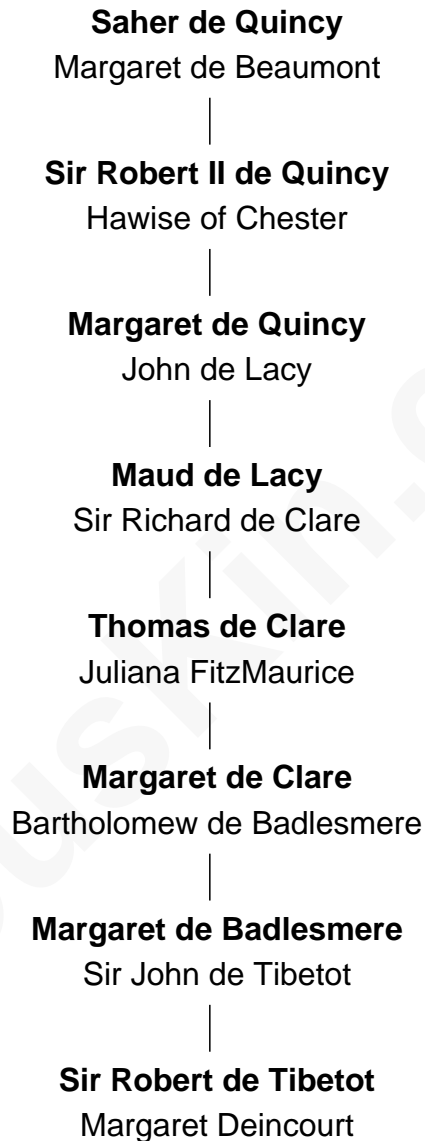 Saher de Quincy
Margaret de Beaumont
Sir Robert II de Quincy
Hawise of Chester
Margaret de Quincy
John de Lacy
Maud de Lacy
Sir Richard de Clare
Thomas de Clare
Juliana FitzMaurice
Margaret de Clare
Bartholomew de Badlesmere
Margaret de Badlesmere
Sir John de Tibetot
Sir Robert de Tibetot
Margaret Deincourt